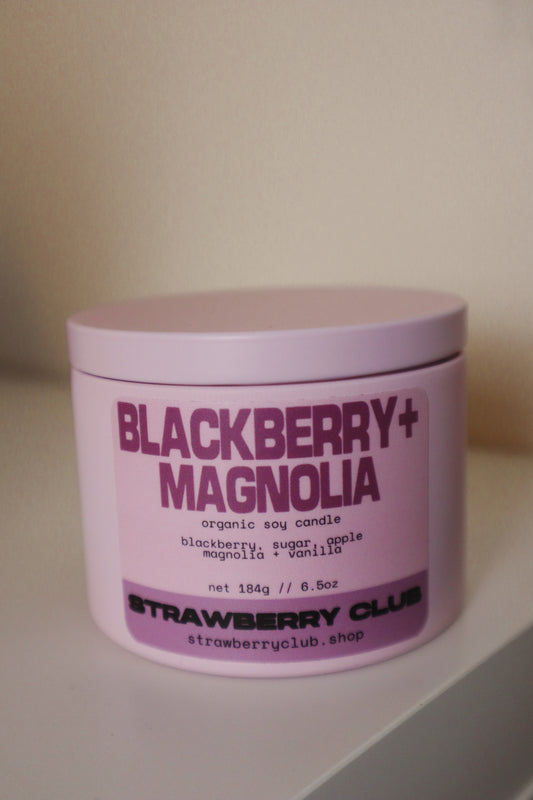 BLACKBERRY+
MAGNOLIA
organic soy candle
blackberry, sugar, apple
magnolia + vanilla
net 184g // 6.5oz
STRAWBERRY CLUB
strawberryclub.shop